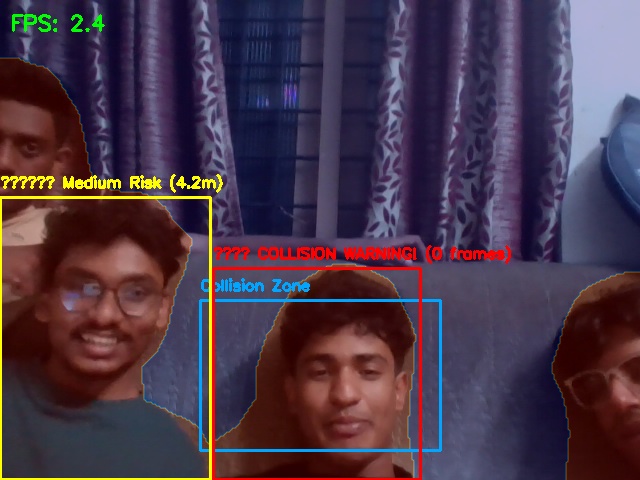 FPS: 2.4
?????? Medium Risk (4.2m)
???? COLLISION WARNING! (0 frames)
Collision Zone